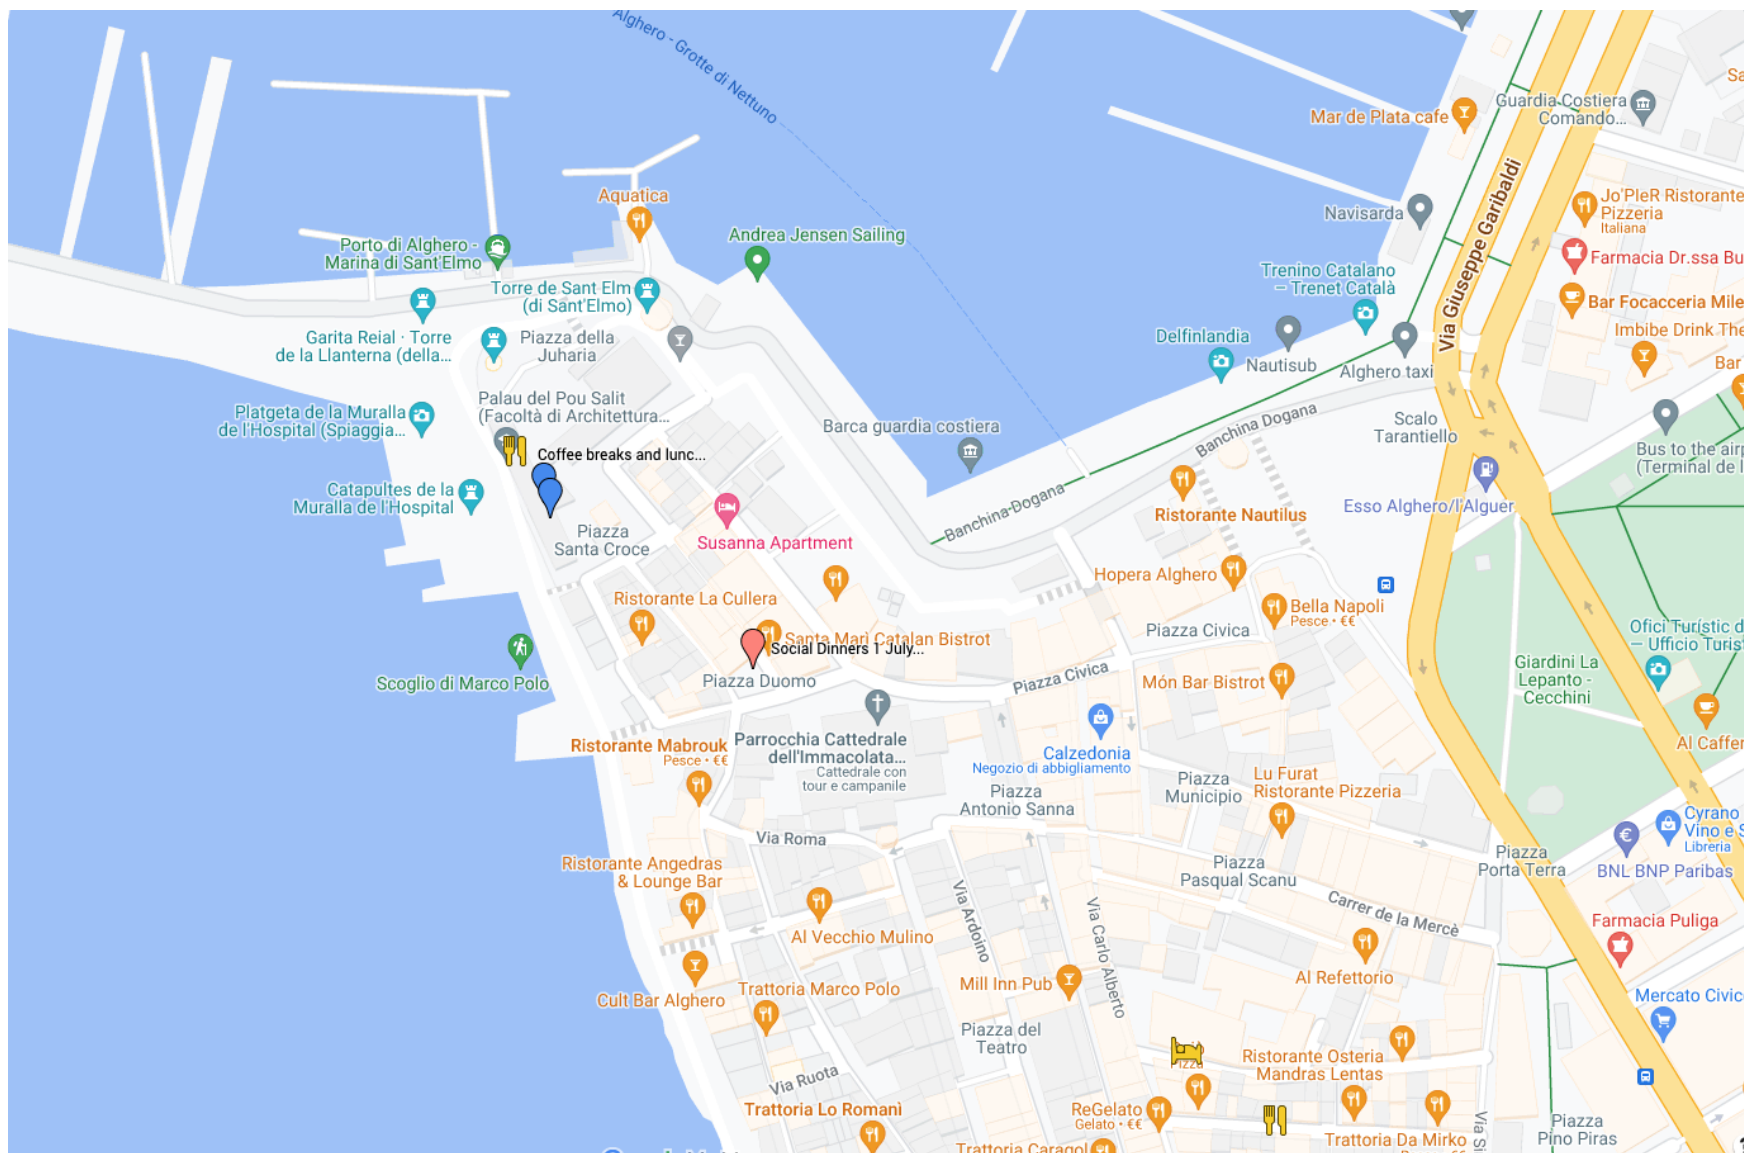 Alghero - Grotte di Nettuno
Guardia Costiera
Comando...
Mar de Plata cafe
Via Giuseppe Garibaldi
Aquatica
Jo'PleR Ristorante
Pizzeria
Italiana
Navisarda
Andrea Jensen Sailing
Porto di Alghero -
Marina di Sant'Elmo
Farmacia Dr.ssa Bu
Trenino Catalano
– Trenet Català
Torre de Sant Elm
(di Sant'Elmo)
Bar Focacceria Mile
Imbibe Drink The
Garita Reial · Torre
de la Llanterna (della...
Piazza della
Juharia
Delfinlandia
Nautisub
Alghero taxi
Bar
Palau del Pou Salit
(Facoltà di Architettura...
Platgeta de la Muralla
de l'Hospital (Spiaggia...
Barca guardia costiera
Banchina Dogana
Scalo
Tarantiello
Bus to the airp
(Terminal de l
Coffee breaks and lunc...
Catapultes de la
Muralla de l'Hospital
Banchina-Dogana
Ristorante Nautilus
Esso Alghero/l'Alguer
Piazza
Santa Croce
Susanna Apartment
Hopera Alghero
Ristorante La Cullera
Bella Napoli
Pesce • €€
Piazza Civica
Santa Marì Catalan Bistrot
Social Dinners 1 July...
Ofici Turístic d
– Ufficio Turist
Scoglio di Marco Polo
Piazza Duomo
Piazza Civica
Món Bar Bistrot
Giardini La
Lepanto -
Cecchini
Ristorante Mabrouk
Pesce • €€
Parrocchia Cattedrale
dell'Immacolata...
Cattedrale con
tour e campanile
Calzedonia
Negozio di abbigliamento
Al Caffer
Piazza
Antonio Sanna
Piazza
Municipio
Lu Furat
Ristorante Pizzeria
Via Roma
Cyrano
Vino e S
Libreria
Piazza
Porta Terra
BNL BNP Paribas
Ristorante Angedras
& Lounge Bar
Piazza
Pasqual Scanu
Via Ardoino
Via Carlo Alberto
Carrer de la Mercè
Farmacia Puliga
Al Vecchio Mulino
Al Refettorio
Cult Bar Alghero
Trattoria Marco Polo
Mill Inn Pub
Mercato Civic
Piazza del
Teatro
Ristorante Osteria
Mandras Lentas
Via Ruota
Trattoria Lo Romanì
ReGelato
Gelato • €€
Trattoria Caragol
Trattoria Da Mirko
Piazza
Pino Piras